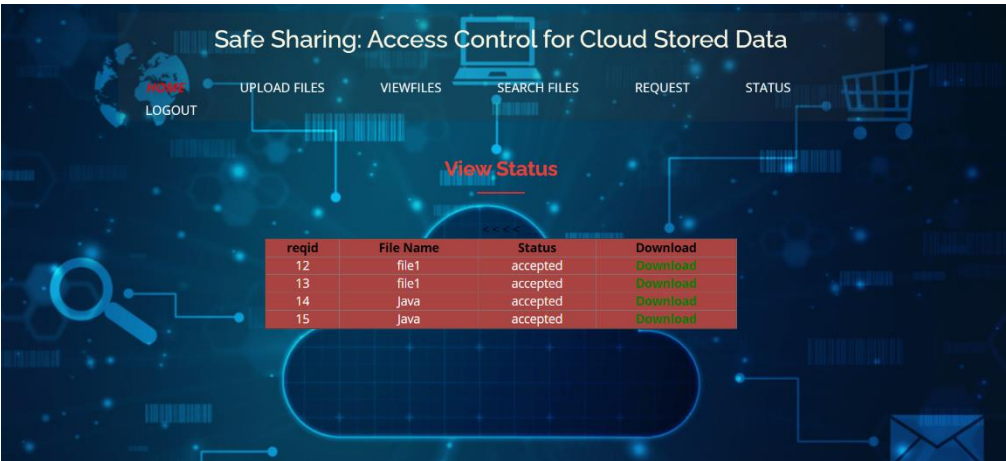 Safe Sharing: Access Control for Cloud Stored Data
HOME UPLOAD FILES VIEWFILES SEARCH FILES REQUEST STATUS
LOGOUT
View Status
<<<<
reqid File Name Status Download
12 file1 accepted Download
13 file1 accepted Download
14 Java accepted Download
15 Java accepted Download